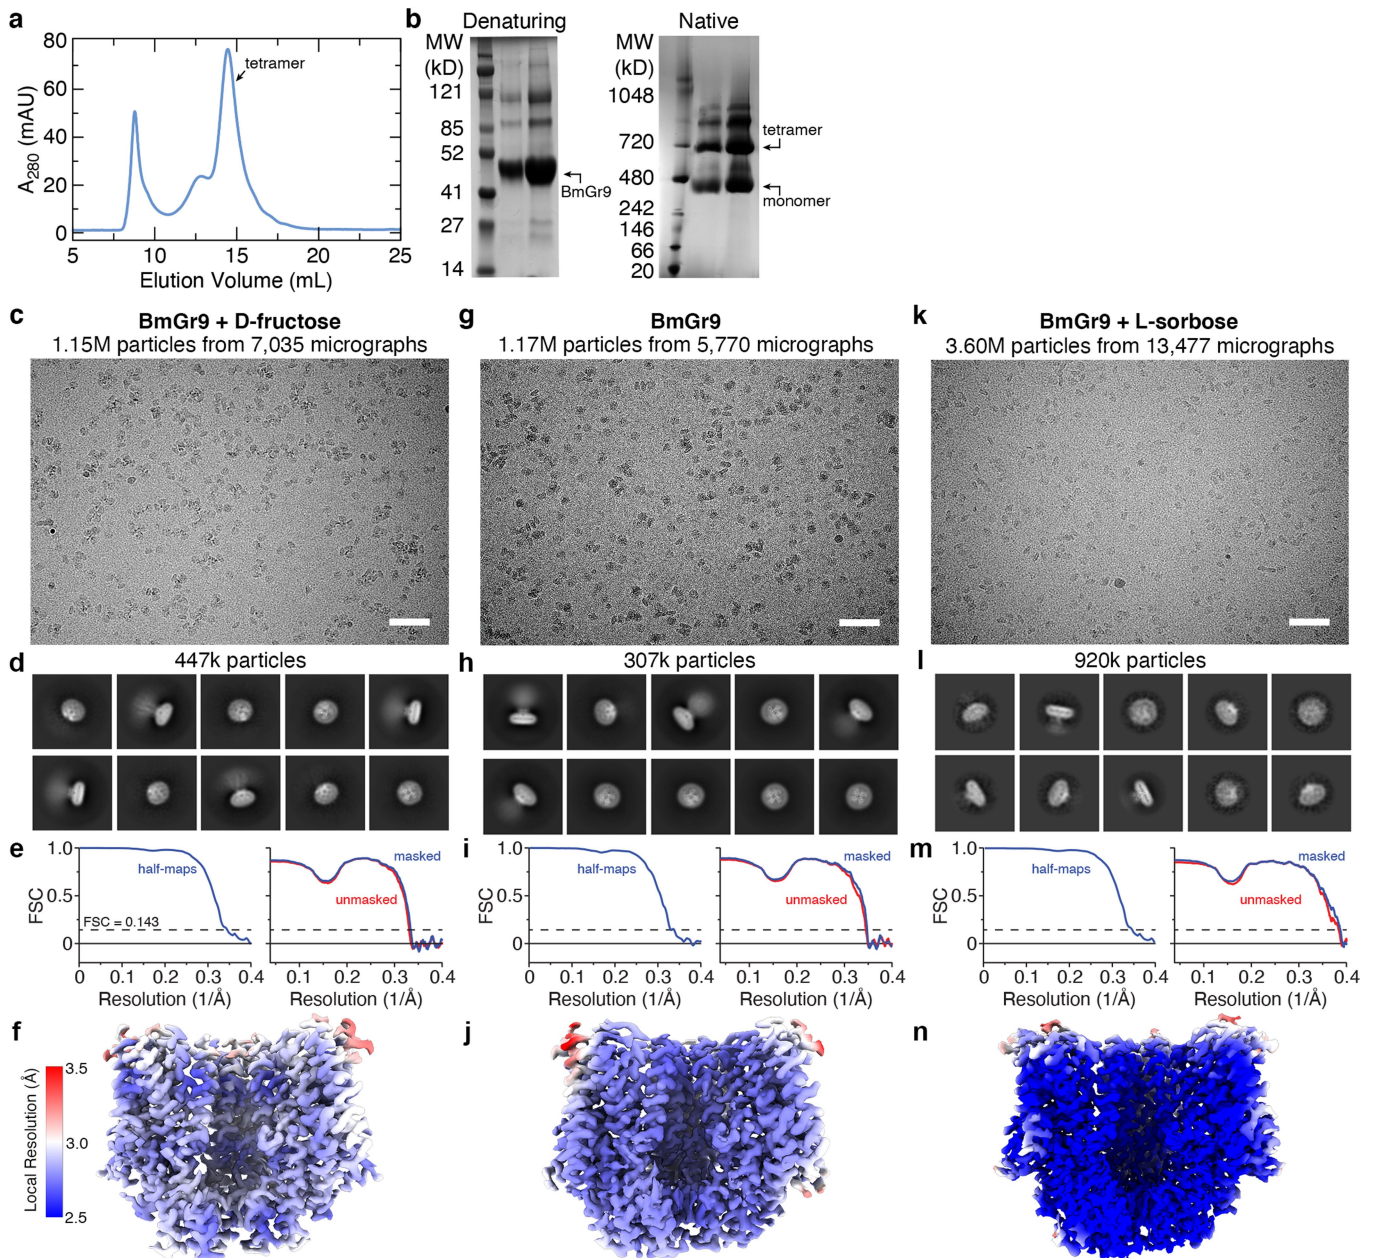 a
80
60
40
20
0
A280 (mAU)
tetramer
5
10
15
20
25
Elution Volume (mL)
b
Denaturing
MW
(kD)
121
85
52
41
27
14
BmGr9
Native
MW
(kD)
1048
720
480
242
146
66
20
tetramer
monomer
c
BmGr9 + D-fructose
1.15M particles from 7,035 micrographs
g
BmGr9
1.17M particles from 5,770 micrographs
k
BmGr9 + L-sorbose
3.60M particles from 13,477 micrographs
d
447k particles
h
307k particles
l
920k particles
e
1.0
0.5
0
FSC
half-maps
FSC = 0.143
masked
unmasked
0 0.1 0.2 0.3 0.4
0.1 0.2 0.3 0.4
Resolution (1/Å)
Resolution (1/Å)
i
1.0
0.5
0
FSC
half-maps
masked
unmasked
0 0.1 0.2 0.3 0.4
0.1 0.2 0.3 0.4
Resolution (1/Å)
Resolution (1/Å)
m
1.0
0.5
0
FSC
half-maps
masked
unmasked
0 0.1 0.2 0.3 0.4
0.1 0.2 0.3 0.4
Resolution (1/Å)
Resolution (1/Å)
f
3.5
3.0
2.5
Local Resolution (Å)
j
n